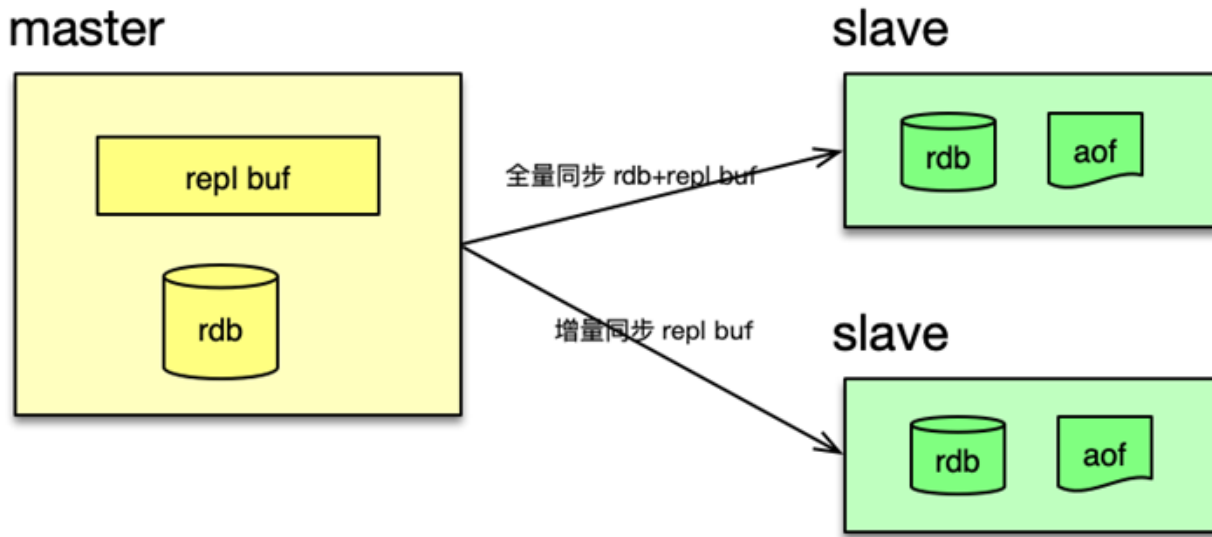 master
slave
repl buf
rdb
全量同步 rdb+repl buf
rdb
aof
增量同步 repl buf
slave
rdb
aof